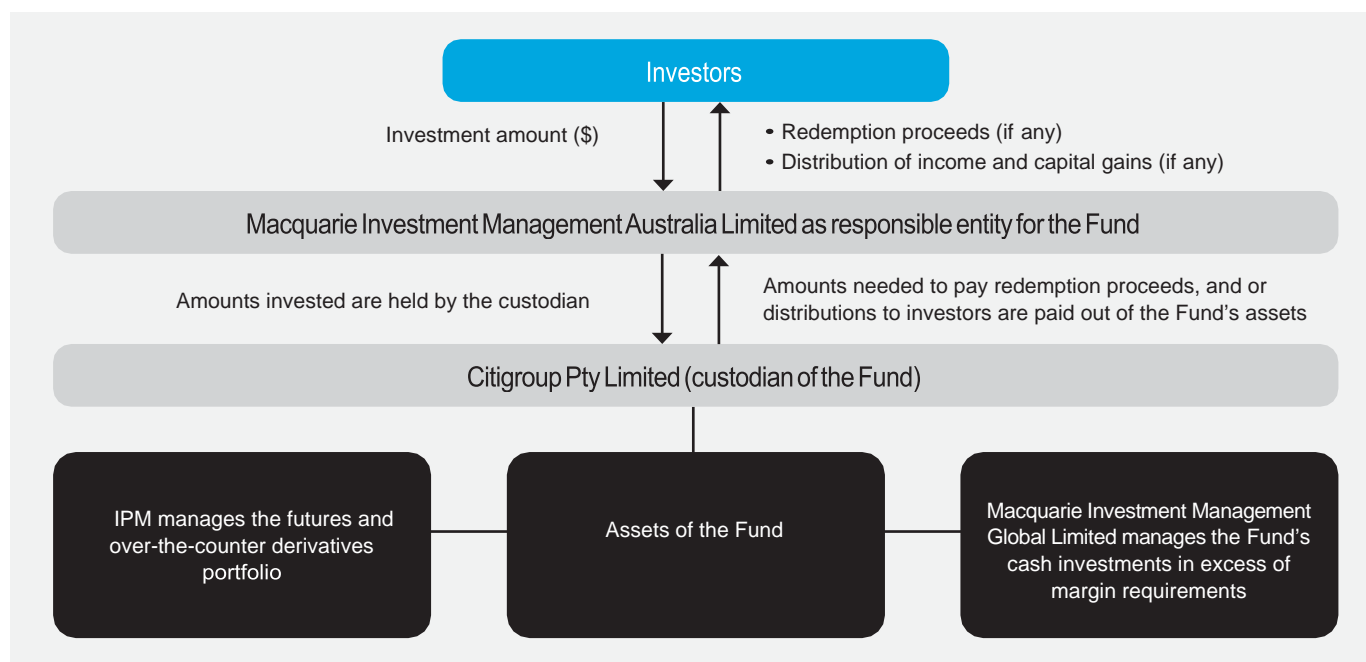 Investors
Investment amount ($)
• Redemption proceeds (if any)
• Distribution of income and capital gains (if any)
Macquarie Investment Management Australia Limited as responsible entity for the Fund
Amounts invested are held by the custodian
Amounts needed to pay redemption proceeds, and or
distributions to investors are paid out of the Fund’s assets
Citigroup Pty Limited (custodian of the Fund)
IPM manages the futures and
over-the-counter derivatives
portfolio
Assets of the Fund
Macquarie Investment Management
Global Limited manages the Fund’s
cash investments in excess of
margin requirements